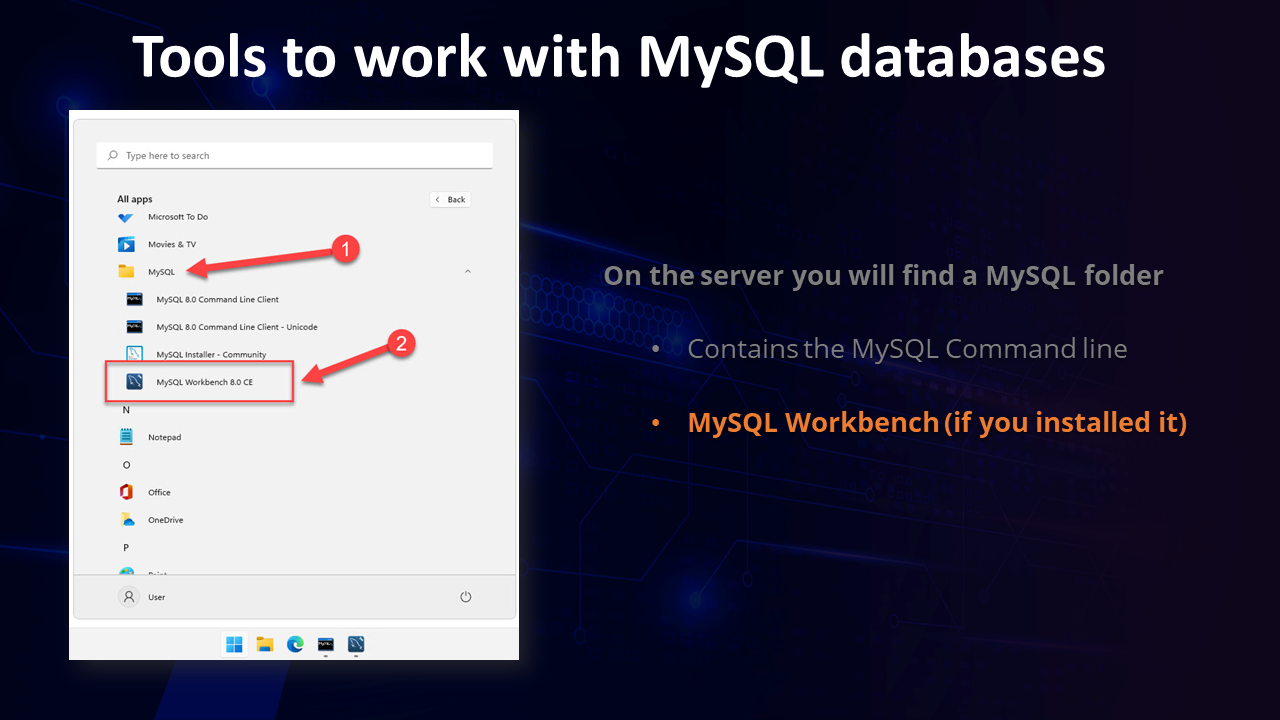 Tools to work with MySQL databases
Type here to search
All apps
Back
Microsoft To Do
Movies & TV
1
MySQL
MySQL 8.0 Command Line Client
MySQL 8.0 Command Line Client - Unicode
2
MySQL Installer - Community
MySQL Workbench 8.0 CE
N
Notepad
O
Office
OneDrive
P
Paint
User
On the server you will find a MySQL folder
• Contains the MySQL Command line
• MySQL Workbench (if you installed it)